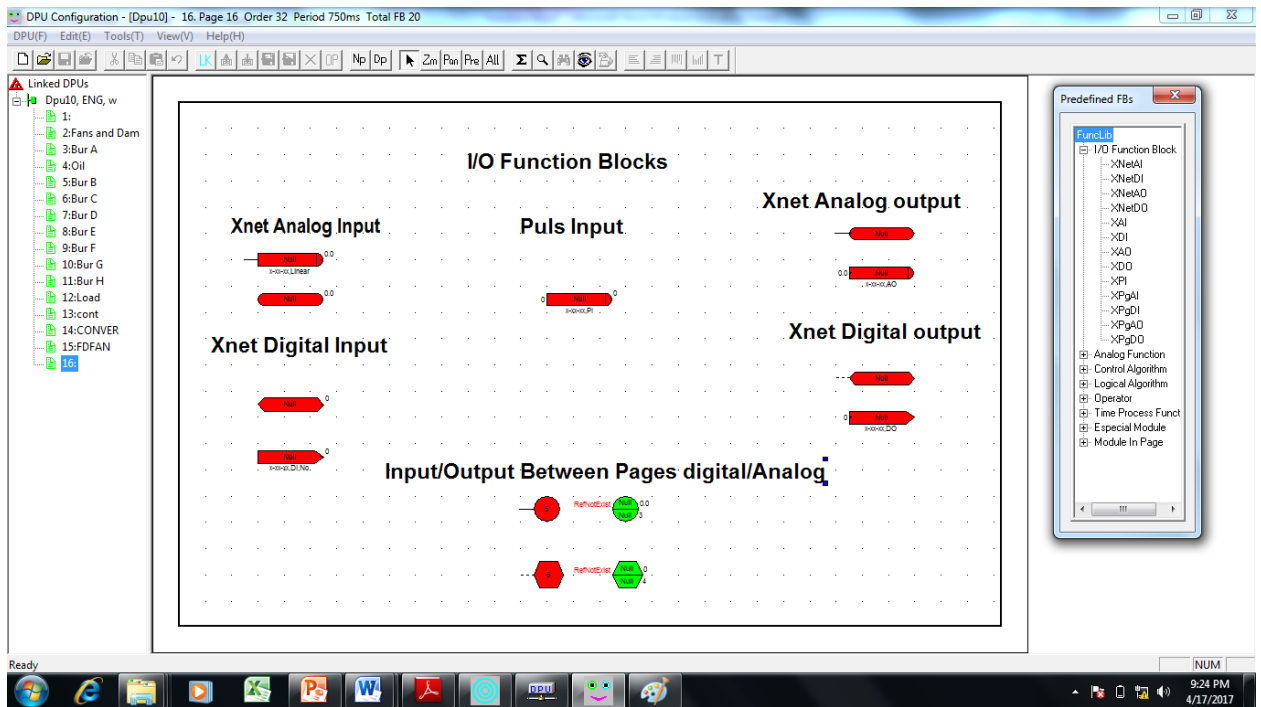 DPU Configuration - [Dpu10] - 16. Page 16 Order 32 Period 750ms Total FB 20
DPU(F) Edit(E) Tools(T) View(V) Help(H)
LK Np Dp Zm Pan Pre All Σ T
Linked DPUs
Dpu10, ENG, w
1:
2:Fans and Dam
3:Bur A
4:Oil
5:Bur B
6:Bur C
7:Bur D
8:Bur E
9:Bur F
10:Bur G
11:Bur H
12:Load
13:cont
14:CONVER
15:FDFAN
16:
I/O Function Blocks
Xnet Analog Input
Null 0.0
x-xx-xx,Linear
Null 0.0
Puls Input
0 Null 0
x-xx-xx,PI
Xnet Analog output
Null
0.0 Null
x-xx-xx,AO
Xnet Digital Input
Null 0
Null 0
x-xx-xx,DI,No.
Xnet Digital output
Null
0 Null
x-xx-xx,DO
Input/Output Between Pages digital/Analog
RefNotExist Null 0.0
Null 3
RefNotExist Null 0
Null 4
Predefined FBs
FuncLib
I/O Function Block
XNetAI
XNetDI
XNetAO
XNetDO
XAI
XDI
XAO
XDO
XPI
XPgAI
XPgDI
XPgAO
XPgDO
Analog Function
Control Algorithm
Logical Algorithm
Operator
Time Process Funct
Especial Module
Module In Page
Ready
NUM
DPU
9:24 PM
4/17/2017